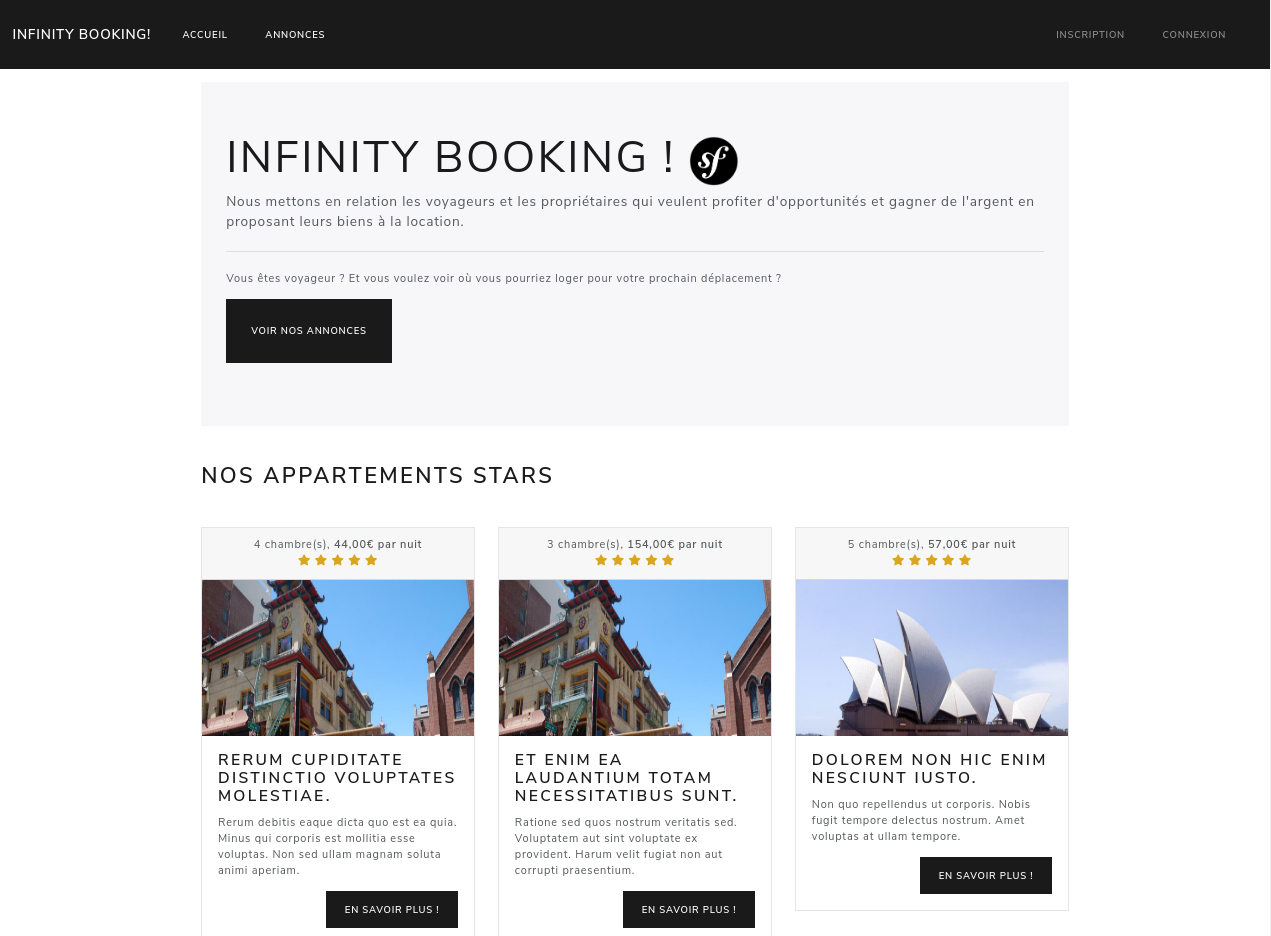 INFINITY BOOKING!
ACCUEIL
ANNONCES
INSCRIPTION
CONNEXION
INFINITY BOOKING ! sf
Nous mettons en relation les voyageurs et les propriétaires qui veulent profiter d'opportunités et gagner de l'argent en
proposant leurs biens à la location.
Vous êtes voyageur ? Et vous voulez voir où vous pourriez loger pour votre prochain déplacement ?
VOIR NOS ANNONCES
NOS APPARTEMENTS STARS
4 chambre(s), 44,00€ par nuit
RERUM CUPIDITATE
DISTINCTIO VOLUPTATES
MOLESTIAE.
Rerum debitis eaque dicta quo est ea quia.
Minus qui corporis est mollitia esse
voluptas. Non sed ullam magnam soluta
animi aperiam.
EN SAVOIR PLUS !
3 chambre(s), 154,00€ par nuit
ET ENIM EA
LAUDANTIUM TOTAM
NECESSITATIBUS SUNT.
Ratione sed quos nostrum veritatis sed.
Voluptatem aut sint voluptate ex
provident. Harum velit fugiat non aut
corrupti praesentium.
EN SAVOIR PLUS !
5 chambre(s), 57,00€ par nuit
DOLOREM NON HIC ENIM
NESCIUNT IUSTO.
Non quo repellendus ut corporis. Nobis
fugit tempore delectus nostrum. Amet
voluptas at ullam tempore.
EN SAVOIR PLUS !